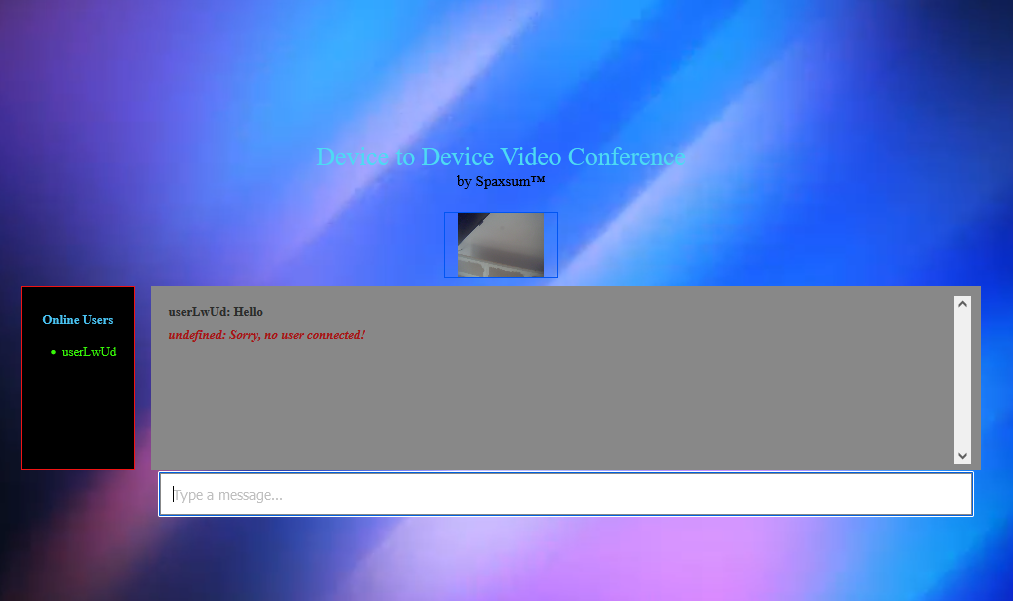 Device to Device Video Conference
by Spaxsum™
Online Users
userLwUd
userLwUd: Hello
undefined: Sorry, no user connected!
Type a message...